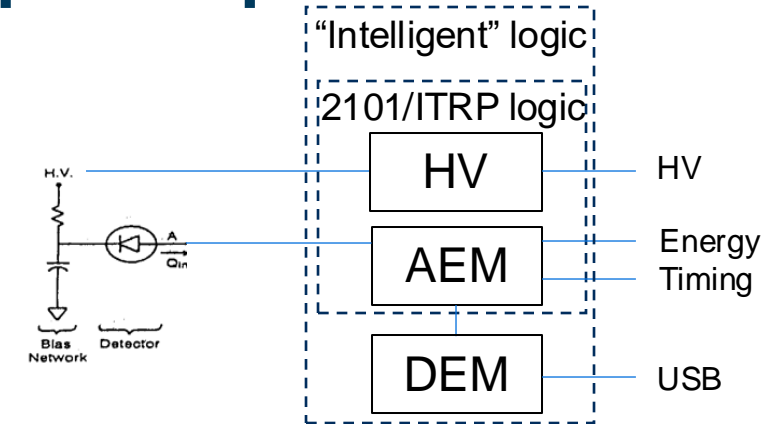 “Intelligent” logic
2101/ITRP logic
H.V.
HV
HV
A
Qin
AEM
Energy
Timing
Bias
Network
Detector
DEM
USB